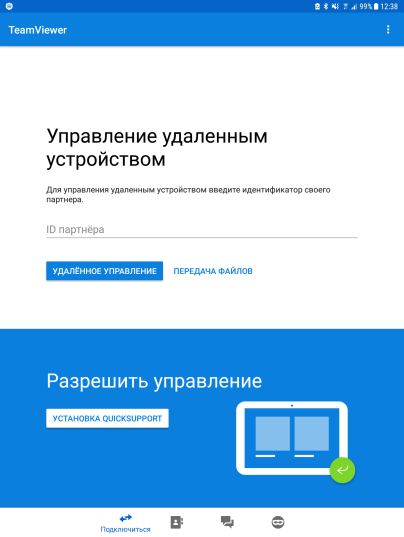 99% 12:38
TeamViewer
Управление удаленным
устройством
Для управления удаленным устройством введите идентификатор своего
партнера.
ID партнёра
УДАЛЁННОЕ УПРАВЛЕНИЕ ПЕРЕДАЧА ФАЙЛОВ
Разрешить управление
УСТАНОВКА QUICKSUPPORT
Подключиться